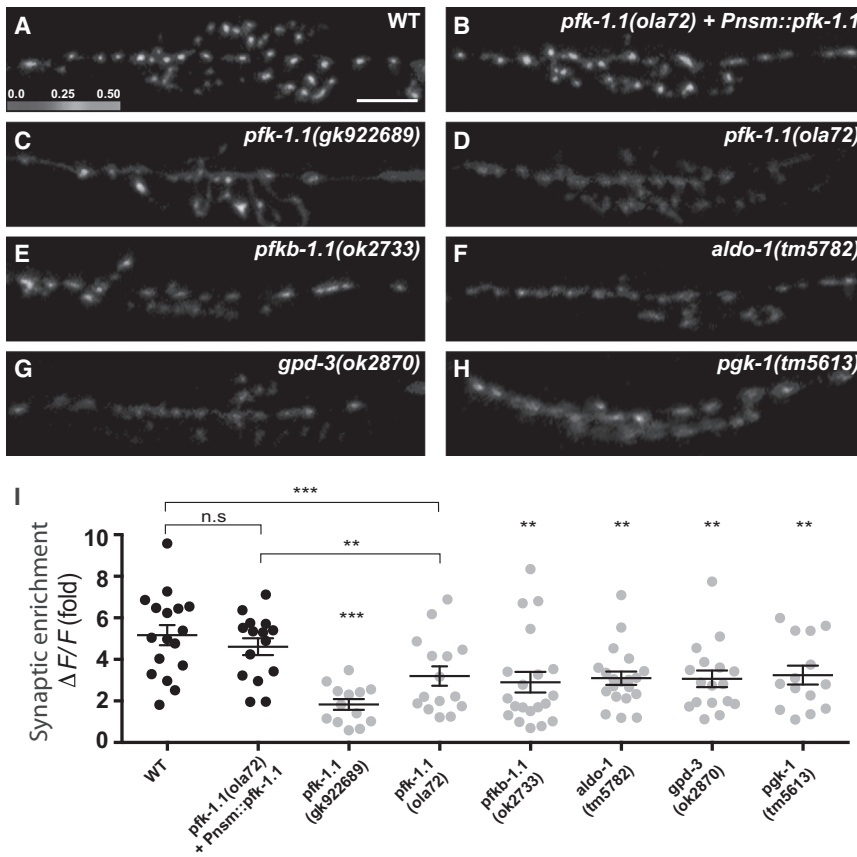 A WT
B pfk-1.1(ola72) + Pnsm::pfk-1.1
0.0 0.25 0.50
C pfk-1.1(gk922689)
D pfk-1.1(ola72)
E pfkb-1.1(ok2733)
F aldo-1(tm5782)
G gpd-3(ok2870)
H pgk-1(tm5613)
I
***
n.s
**
***
** ** ** **
Synaptic enrichment
ΔF/F (fold)
10
8
6
4
2
0
WT
pfk-1.1(ola72)
+ Pnsm::pfk-1.1
pfk-1.1
(gk922689)
pfk-1.1
(ola72)
pfkb-1.1
(ok2733)
aldo-1
(tm5782)
gpd-3
(ok2870)
pgk-1
(tm5613)